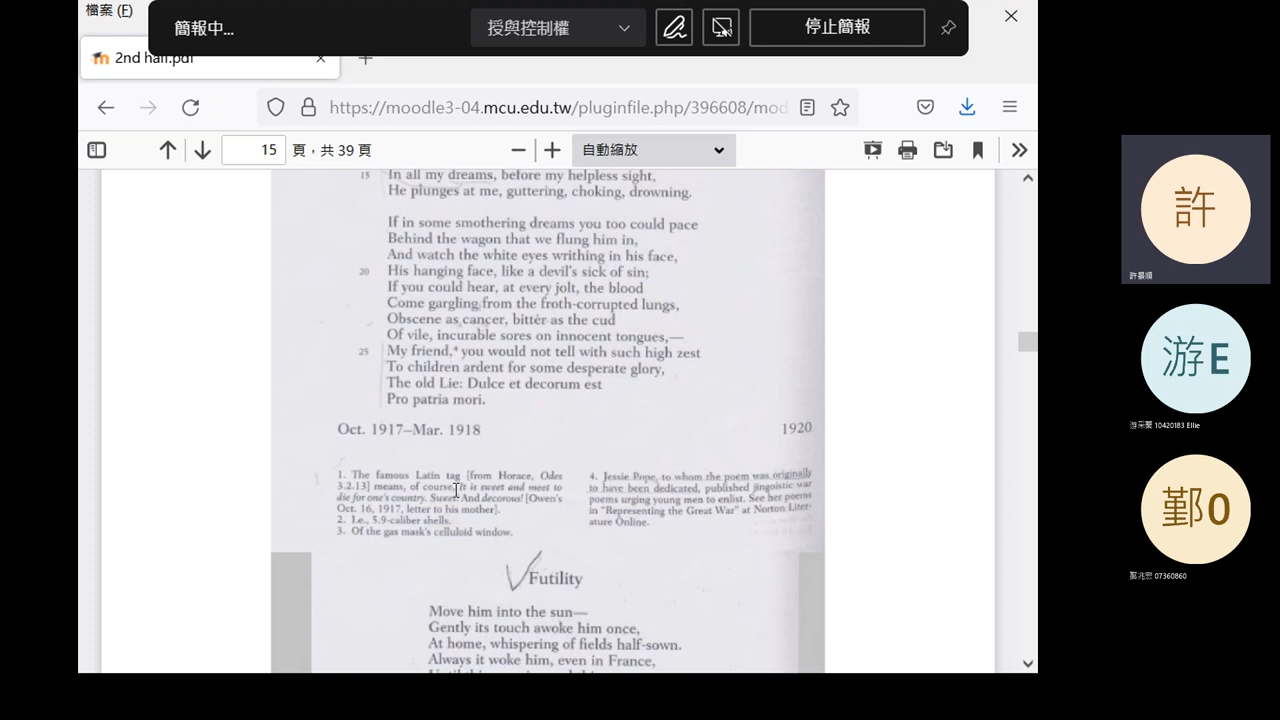 檔案 (F)
簡報中...
授與控制權
停止簡報
2nd half.pdf
https://moodle3-04.mcu.edu.tw/pluginfile.php/396608/mod
15 頁,共 39 頁
自動縮放
15 In all my dreams, before my helpless sight,
He plunges at me, guttering, choking, drowning.
If in some smothering dreams you too could pace
Behind the wagon that we flung him in,
And watch the white eyes writhing in his face,
20 His hanging face, like a devil's sick of sin;
If you could hear, at every jolt, the blood
Come gargling from the froth-corrupted lungs,
Obscene as cancer, bitter as the cud
Of vile, incurable sores on innocent tongues,—
25 My friend,⁴ you would not tell with such high zest
To children ardent for some desperate glory,
The old Lie: Dulce et decorum est
Pro patria mori.
Oct. 1917–Mar. 1918 1920
1. The famous Latin tag [from Horace, Odes
3.2.13] means, of course, It is sweet and meet to
die for one's country. Sweet! And decorous! [Owen's
Oct. 16, 1917, letter to his mother].
2. I.e., 5.9-caliber shells.
3. Of the gas mask's celluloid window.
4. Jessie Pope, to whom the poem was originally
to have been dedicated, published jingoistic war
poems urging young men to enlist. See her poems
in "Representing the Great War" at Norton Liter-
ature Online.
Futility
Move him into the sun—
Gently its touch awoke him once,
At home, whispering of fields half-sown.
Always it woke him, even in France,
許
游E
10420183 Ellie
鄞0
07360860